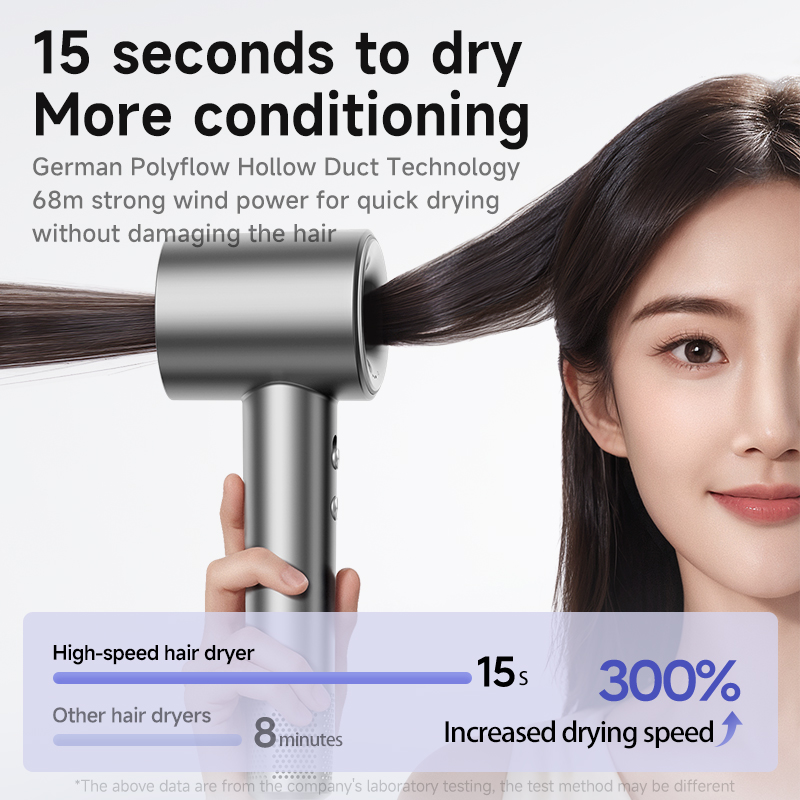 15 seconds to dry
More conditioning
German Polyflow Hollow Duct Technology
68m strong wind power for quick drying
without damaging the hair
High-speed hair dryer
15s
Other hair dryers
8 minutes
300%
Increased drying speed
*The above data are from the company's laboratory testing, the test method may be different